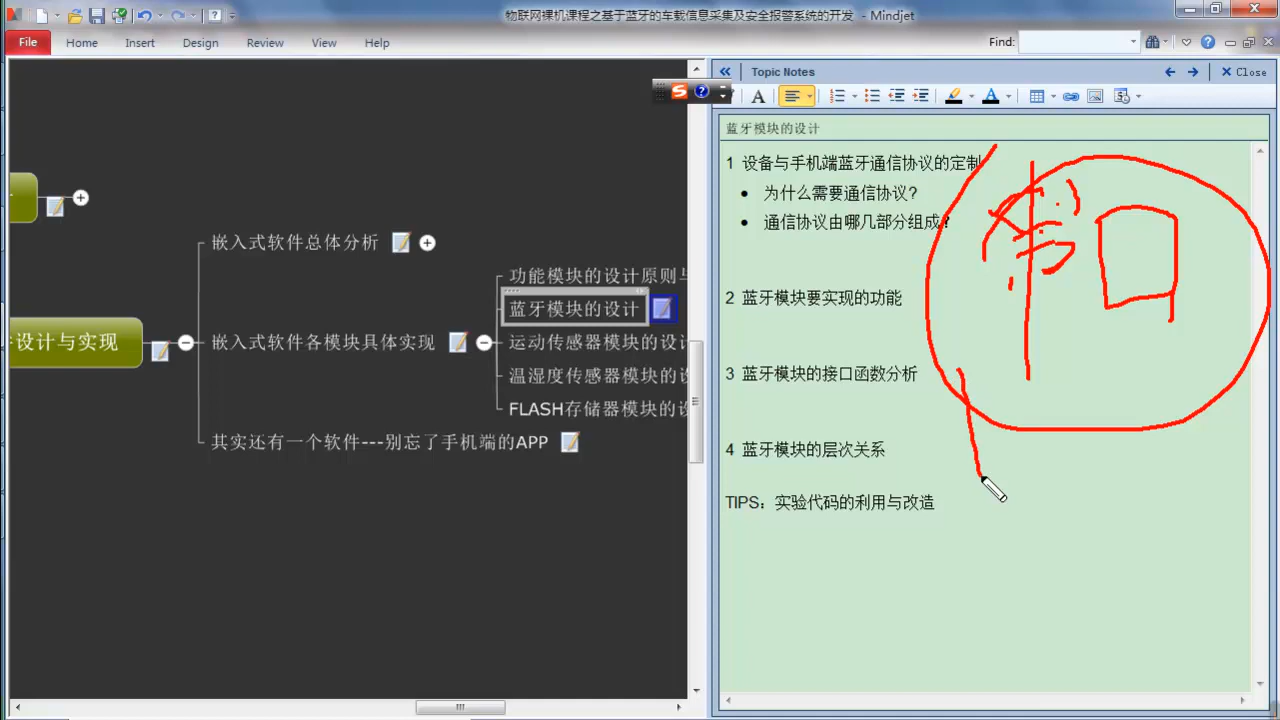 物联网裸机课程之基于蓝牙的车载信息采集及安全报警系统的开发 - Mindjet
File Home Insert Design Review View Help Find:
Topic Notes Close
蓝牙模块的设计
1 设备与手机端蓝牙通信协议的定制
• 为什么需要通信协议?
• 通信协议由哪几部分组成?
2 蓝牙模块要实现的功能
3 蓝牙模块的接口函数分析
4 蓝牙模块的层次关系
TIPS：实验代码的利用与改造
设计与实现
嵌入式软件总体分析
嵌入式软件各模块具体实现
功能模块的设计原则与
蓝牙模块的设计
运动传感器模块的设计
温湿度传感器模块的设
FLASH存储器模块的设
其实还有一个软件---别忘了手机端的APP